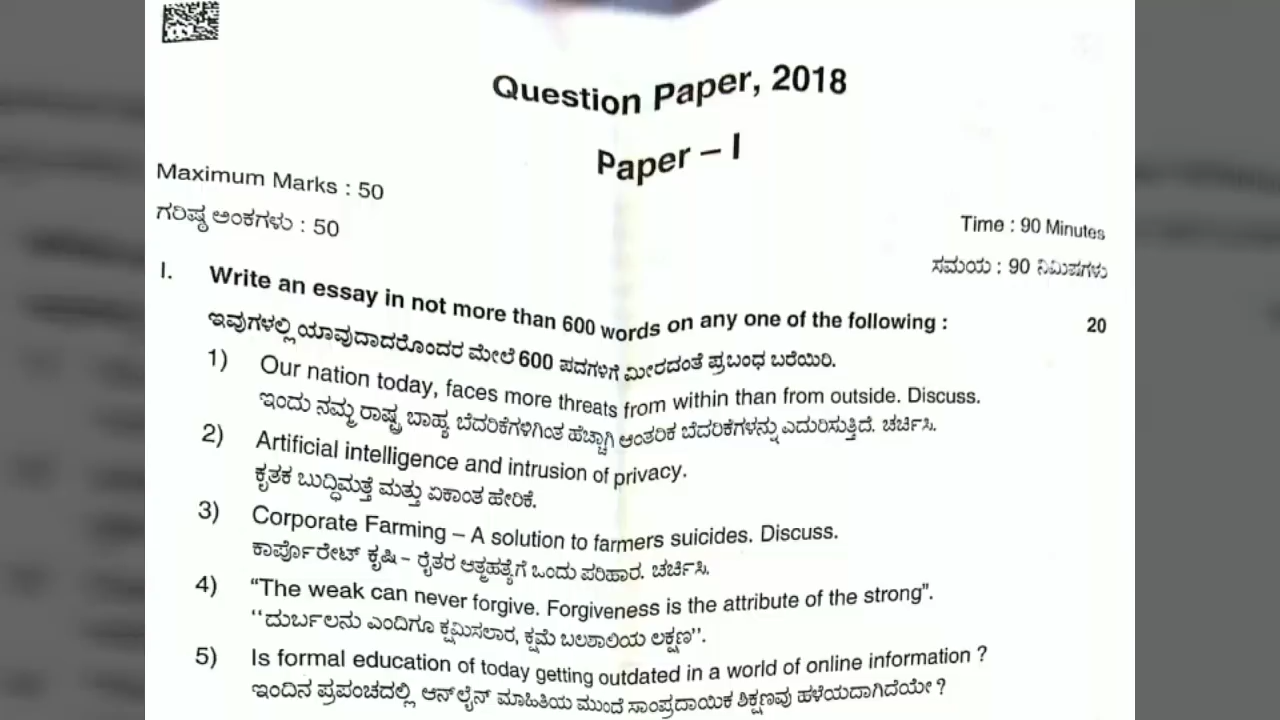 Question Paper, 2018
Paper – I
Maximum Marks : 50
ಗರಿಷ್ಠ ಅಂಕಗಳು : 50
Time : 90 Minutes
ಸಮಯ : 90 ನಿಮಿಷಗಳು
I. Write an essay in not more than 600 words on any one of the following : 20
ಇವುಗಳಲ್ಲಿ ಯಾವುದಾದರೊಂದರ ಮೇಲೆ 600 ಪದಗಳಿಗೆ ಮೀರದಂತೆ ಪ್ರಬಂಧ ಬರೆಯಿರಿ.
1) Our nation today, faces more threats from within than from outside. Discuss.
ಇಂದು ನಮ್ಮ ರಾಷ್ಟ್ರ ಬಾಹ್ಯ ಬೆದರಿಕೆಗಳಿಗಿಂತ ಹೆಚ್ಚಾಗಿ ಆಂತರಿಕ ಬೆದರಿಕೆಗಳನ್ನು ಎದುರಿಸುತ್ತಿದೆ. ಚರ್ಚಿಸಿ.
2) Artificial intelligence and intrusion of privacy.
ಕೃತಕ ಬುದ್ಧಿಮತ್ತೆ ಮತ್ತು ಏಕಾಂತ ಹೇರಿಕೆ.
3) Corporate Farming – A solution to farmers suicides. Discuss.
ಕಾರ್ಪೊರೇಟ್ ಕೃಷಿ – ರೈತರ ಆತ್ಮಹತ್ಯೆಗೆ ಒಂದು ಪರಿಹಾರ. ಚರ್ಚಿಸಿ.
4) “The weak can never forgive. Forgiveness is the attribute of the strong”.
‘‘ದುರ್ಬಲನು ಎಂದಿಗೂ ಕ್ಷಮಿಸಲಾರ, ಕ್ಷಮೆ ಬಲಶಾಲಿಯ ಲಕ್ಷಣ’’.
5) Is formal education of today getting outdated in a world of online information ?
ಇಂದಿನ ಪ್ರಪಂಚದಲ್ಲಿ ಆನ್‌ಲೈನ್ ಮಾಹಿತಿಯ ಮುಂದೆ ಸಾಂಪ್ರದಾಯಿಕ ಶಿಕ್ಷಣವು ಹಳೆಯದಾಗಿದೆಯೇ ?